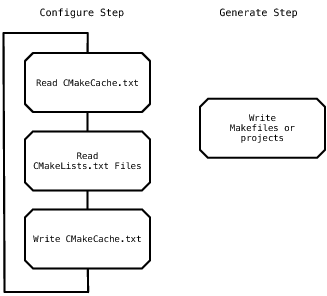 Configure Step
Generate Step
Read CMakeCache.txt
Read
CMakeLists.txt Files
Write CMakeCache.txt
Write
Makefiles or
projects